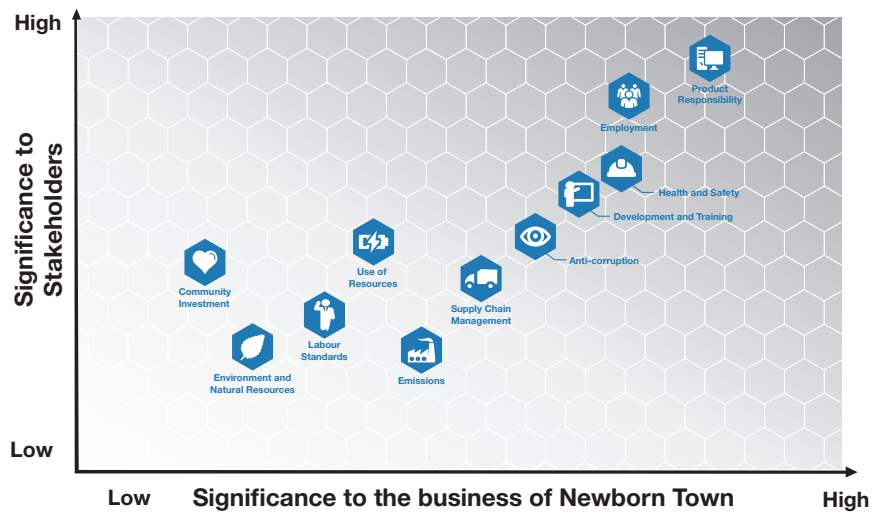 High
Product
Responsibility
Employment
Significance to
Stakeholders
Health and Safety
Development and Training
Anti-corruption
Use of
Resources
Community
Investment
Supply Chain
Management
Labour
Standards
Environment and
Natural Resources
Emissions
Low
Low
Significance to the business of Newborn Town
High